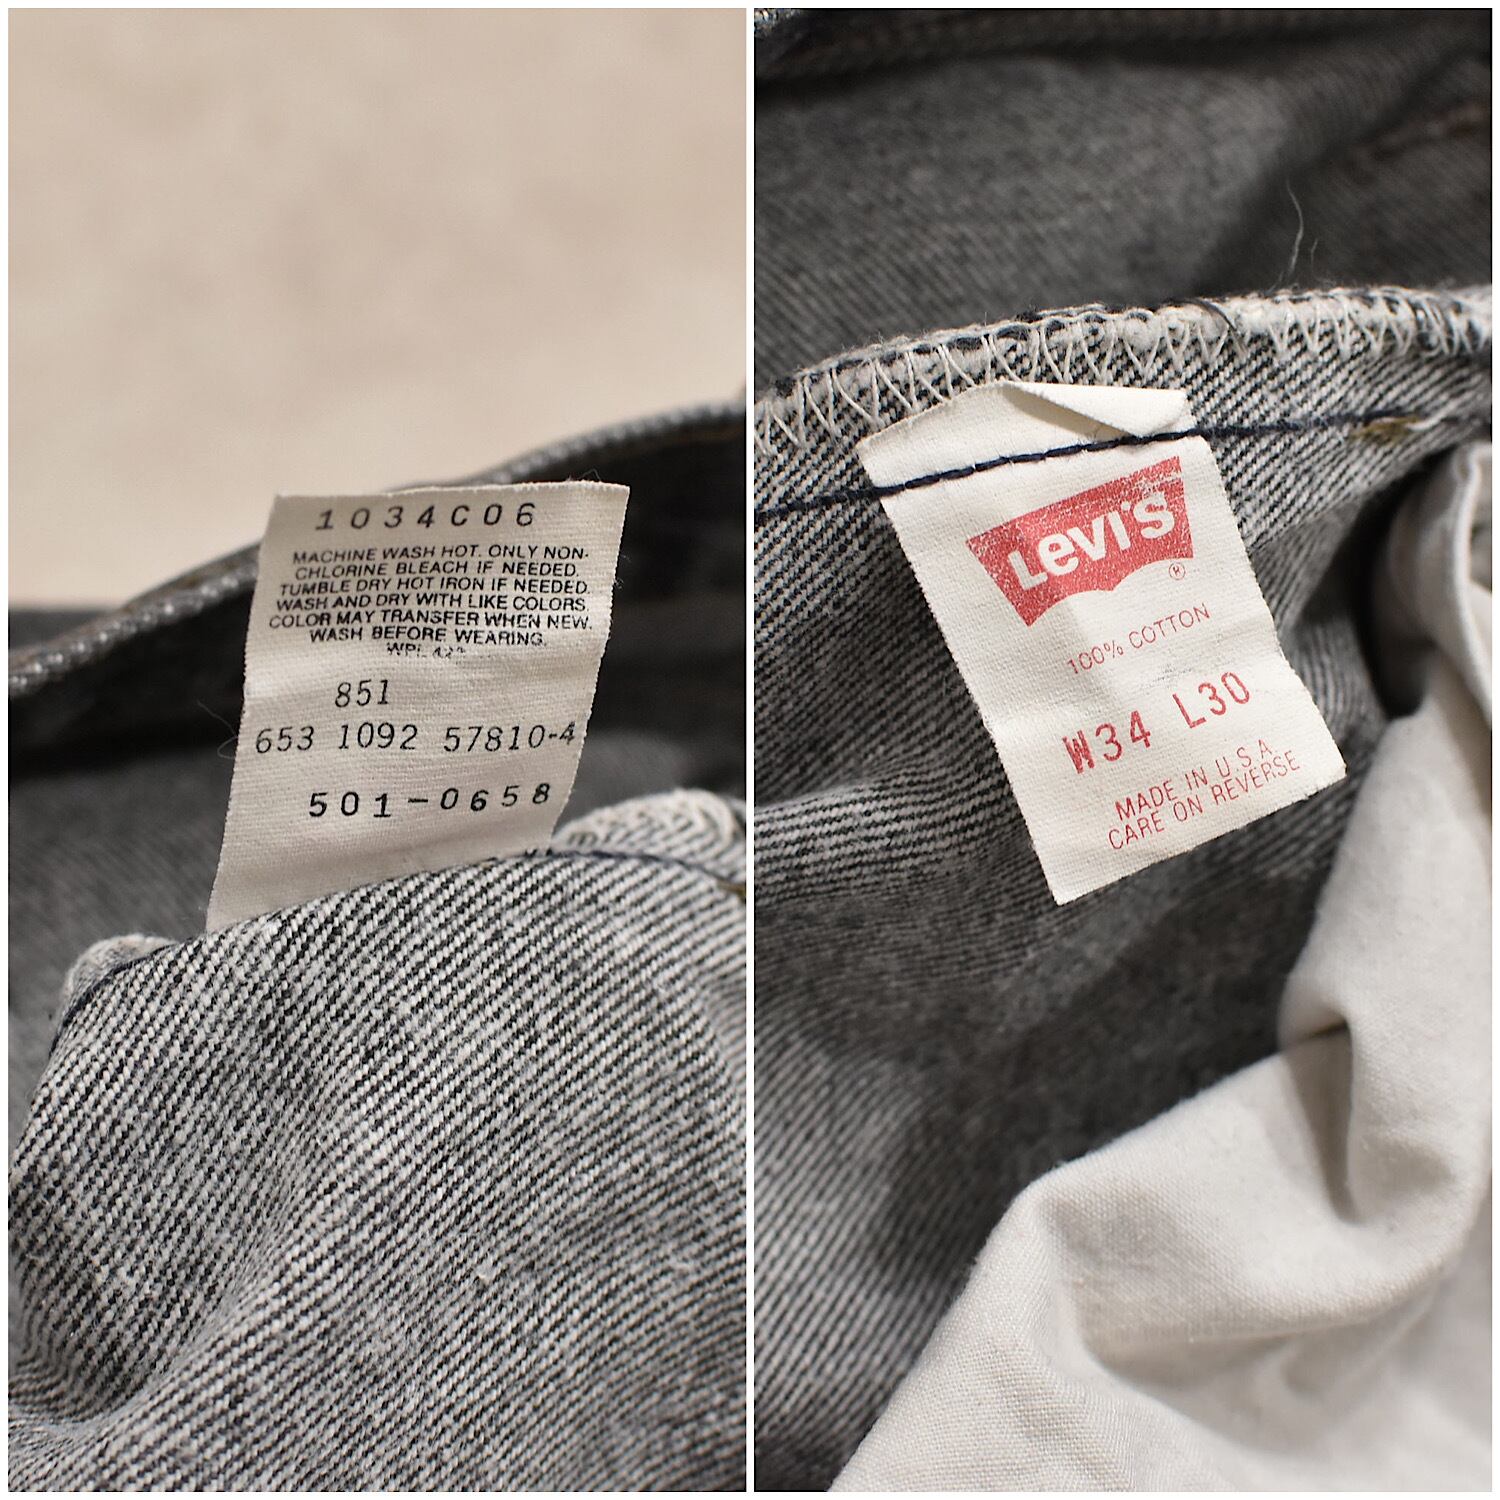 1034C06
MACHINE WASH HOT. ONLY NON-
CHLORINE BLEACH IF NEEDED.
TUMBLE DRY HOT IRON IF NEEDED.
WASH AND DRY WITH LIKE COLORS
COLOR MAY TRANSFER WHEN NEW.
WASH BEFORE WEARING.
WPL
851
653 1092 57810-4
501-0658
Levi's ®
100% COTTON
W34 L30
MADE IN U.S.A.
CARE ON REVERSE